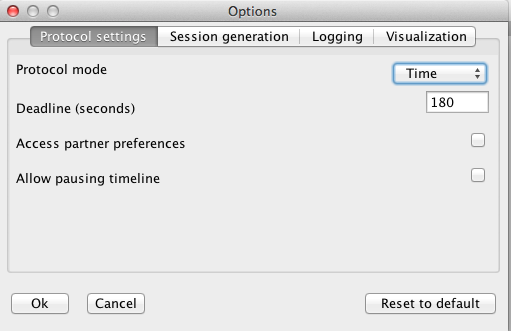 Options
Protocol settings Session generation Logging Visualization
Protocol mode Time
Deadline (seconds) 180
Access partner preferences
Allow pausing timeline
Ok Cancel Reset to default